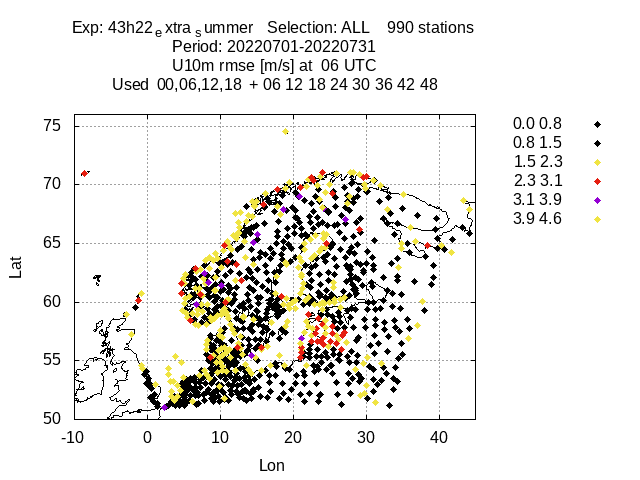 Exp: 43h22extrasummer   Selection: ALL    990 stations
Period: 20220701-20220731
U10m rmse [m/s] at  06 UTC
Used  00,06,12,18  + 06 12 18 24 30 36 42 48
0.0 0.8
0.8 1.5
1.5 2.3
2.3 3.1
3.1 3.9
3.9 4.6
75
70
65
60
55
50
Lat
-10 0 10 20 30 40
Lon